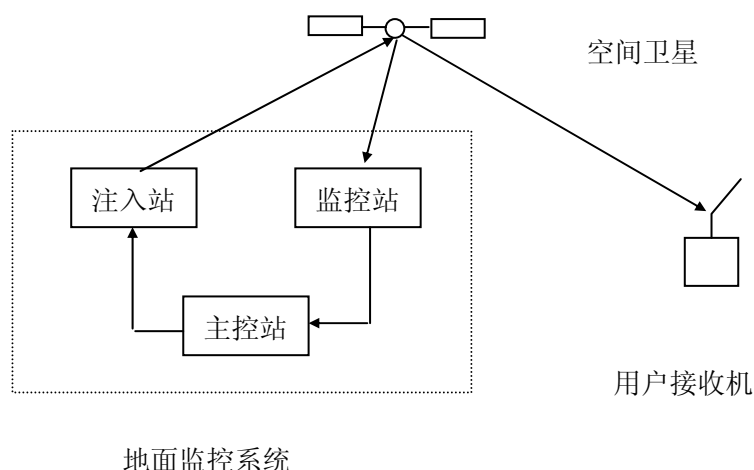 空间卫星
注入站
监控站
主控站
用户接收机
地面监控系统